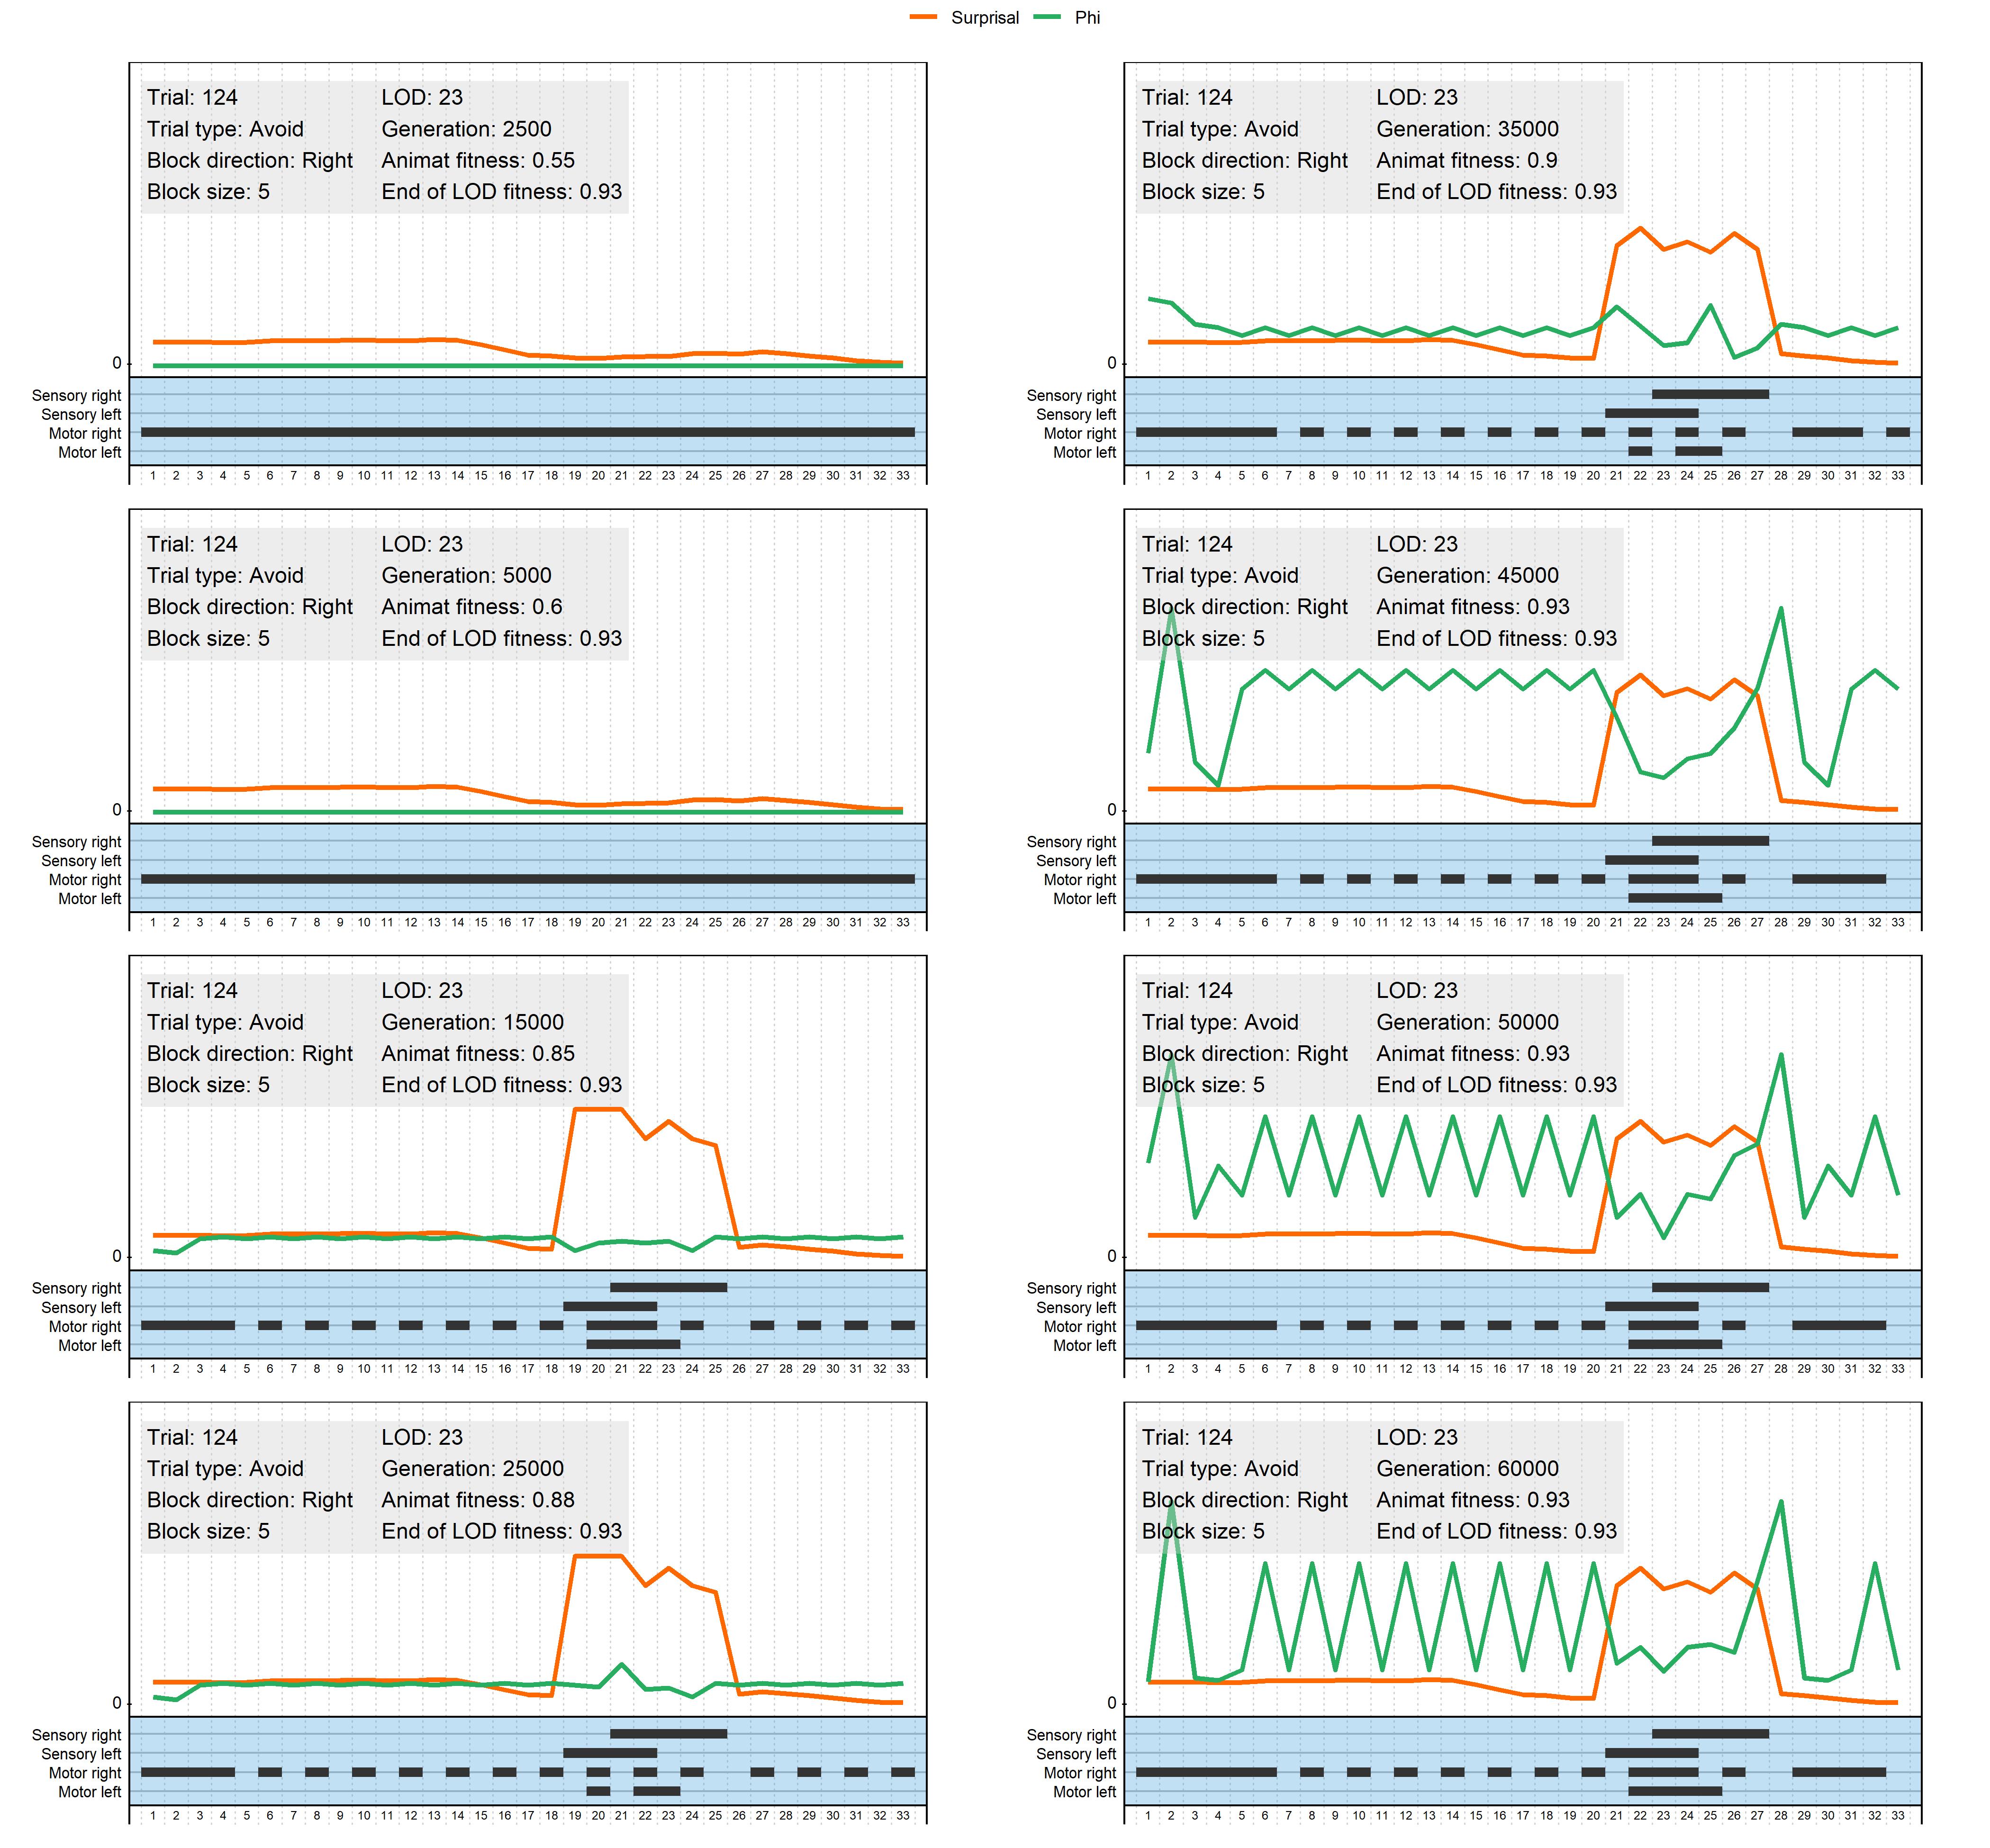 Surprisal Phi
Trial: 124 LOD: 23
Trial type: Avoid Generation: 2500
Block direction: Right Animat fitness: 0.55
Block size: 5 End of LOD fitness: 0.93
0
Sensory right
Sensory left
Motor right
Motor left
1 2 3 4 5 6 7 8 9 10 11 12 13 14 15 16 17 18 19 20 21 22 23 24 25 26 27 28 29 30 31 32 33
Trial: 124 LOD: 23
Trial type: Avoid Generation: 35000
Block direction: Right Animat fitness: 0.9
Block size: 5 End of LOD fitness: 0.93
0
Sensory right
Sensory left
Motor right
Motor left
1 2 3 4 5 6 7 8 9 10 11 12 13 14 15 16 17 18 19 20 21 22 23 24 25 26 27 28 29 30 31 32 33
Trial: 124 LOD: 23
Trial type: Avoid Generation: 5000
Block direction: Right Animat fitness: 0.6
Block size: 5 End of LOD fitness: 0.93
0
Sensory right
Sensory left
Motor right
Motor left
1 2 3 4 5 6 7 8 9 10 11 12 13 14 15 16 17 18 19 20 21 22 23 24 25 26 27 28 29 30 31 32 33
Trial: 124 LOD: 23
Trial type: Avoid Generation: 45000
Block direction: Right Animat fitness: 0.93
Block size: 5 End of LOD fitness: 0.93
0
Sensory right
Sensory left
Motor right
Motor left
1 2 3 4 5 6 7 8 9 10 11 12 13 14 15 16 17 18 19 20 21 22 23 24 25 26 27 28 29 30 31 32 33
Trial: 124 LOD: 23
Trial type: Avoid Generation: 15000
Block direction: Right Animat fitness: 0.85
Block size: 5 End of LOD fitness: 0.93
0
Sensory right
Sensory left
Motor right
Motor left
1 2 3 4 5 6 7 8 9 10 11 12 13 14 15 16 17 18 19 20 21 22 23 24 25 26 27 28 29 30 31 32 33
Trial: 124 LOD: 23
Trial type: Avoid Generation: 50000
Block direction: Right Animat fitness: 0.93
Block size: 5 End of LOD fitness: 0.93
0
Sensory right
Sensory left
Motor right
Motor left
1 2 3 4 5 6 7 8 9 10 11 12 13 14 15 16 17 18 19 20 21 22 23 24 25 26 27 28 29 30 31 32 33
Trial: 124 LOD: 23
Trial type: Avoid Generation: 25000
Block direction: Right Animat fitness: 0.88
Block size: 5 End of LOD fitness: 0.93
0
Sensory right
Sensory left
Motor right
Motor left
1 2 3 4 5 6 7 8 9 10 11 12 13 14 15 16 17 18 19 20 21 22 23 24 25 26 27 28 29 30 31 32 33
Trial: 124 LOD: 23
Trial type: Avoid Generation: 60000
Block direction: Right Animat fitness: 0.93
Block size: 5 End of LOD fitness: 0.93
0
Sensory right
Sensory left
Motor right
Motor left
1 2 3 4 5 6 7 8 9 10 11 12 13 14 15 16 17 18 19 20 21 22 23 24 25 26 27 28 29 30 31 32 33